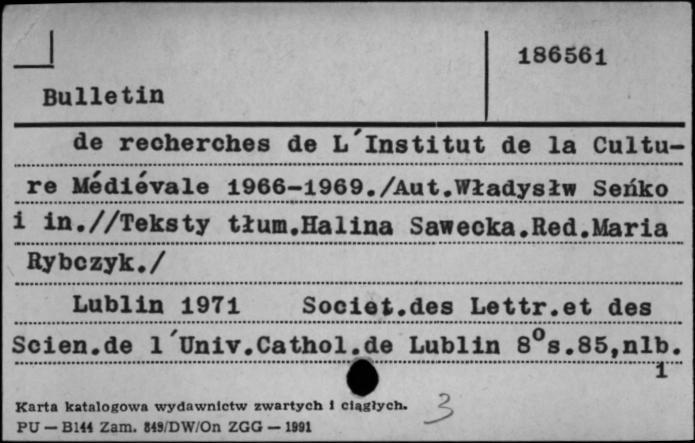 186561
Bulletin
de recherches de L´Institut de la Cultu-
re Médiévale 1966-1969./Aut.Władysłw Seńko
i in.//Teksty tłum.Halina Sawecka.Red.Maria
Rybczyk./
Lublin 1971 Societ.des Lettr.et des
Scien.de l´Univ.Cathol.de Lublin 8°s.85,nlb.
1
Karta katalogowa wydawnictw zwartych i ciągłych. 3
PU — B144 Zam. 849/DW/On ZGG — 1991